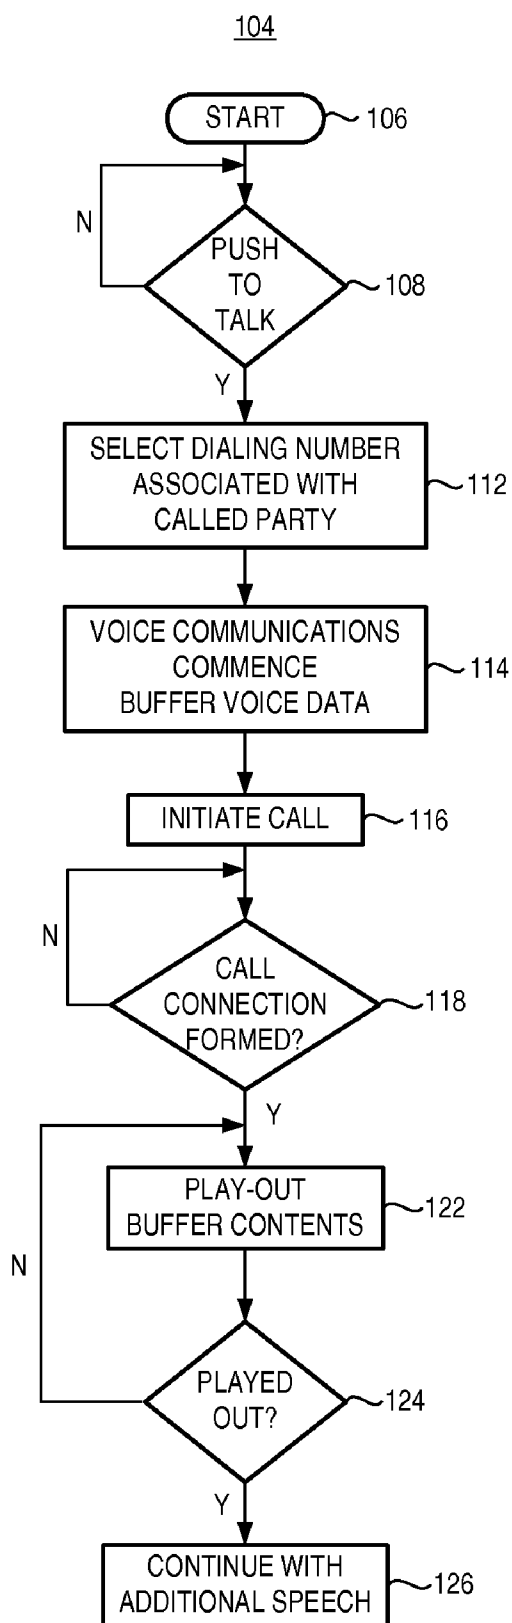 104
START
106
N
PUSH
TO
TALK
108
Y
SELECT DIALING NUMBER
ASSOCIATED WITH
CALLED PARTY
112
VOICE COMMUNICATIONS
COMMENCE
BUFFER VOICE DATA
114
INITIATE CALL
116
N
CALL
CONNECTION
FORMED?
118
Y
PLAY-OUT
BUFFER CONTENTS
122
N
PLAYED
OUT?
124
Y
CONTINUE WITH
ADDITIONAL SPEECH
126